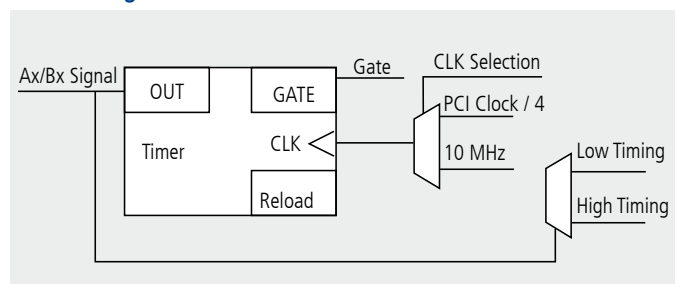 Ax/Bx Signal
OUT
GATE
Gate
CLK Selection
PCI Clock / 4
Timer
CLK
10 MHz
Low Timing
Reload
High Timing